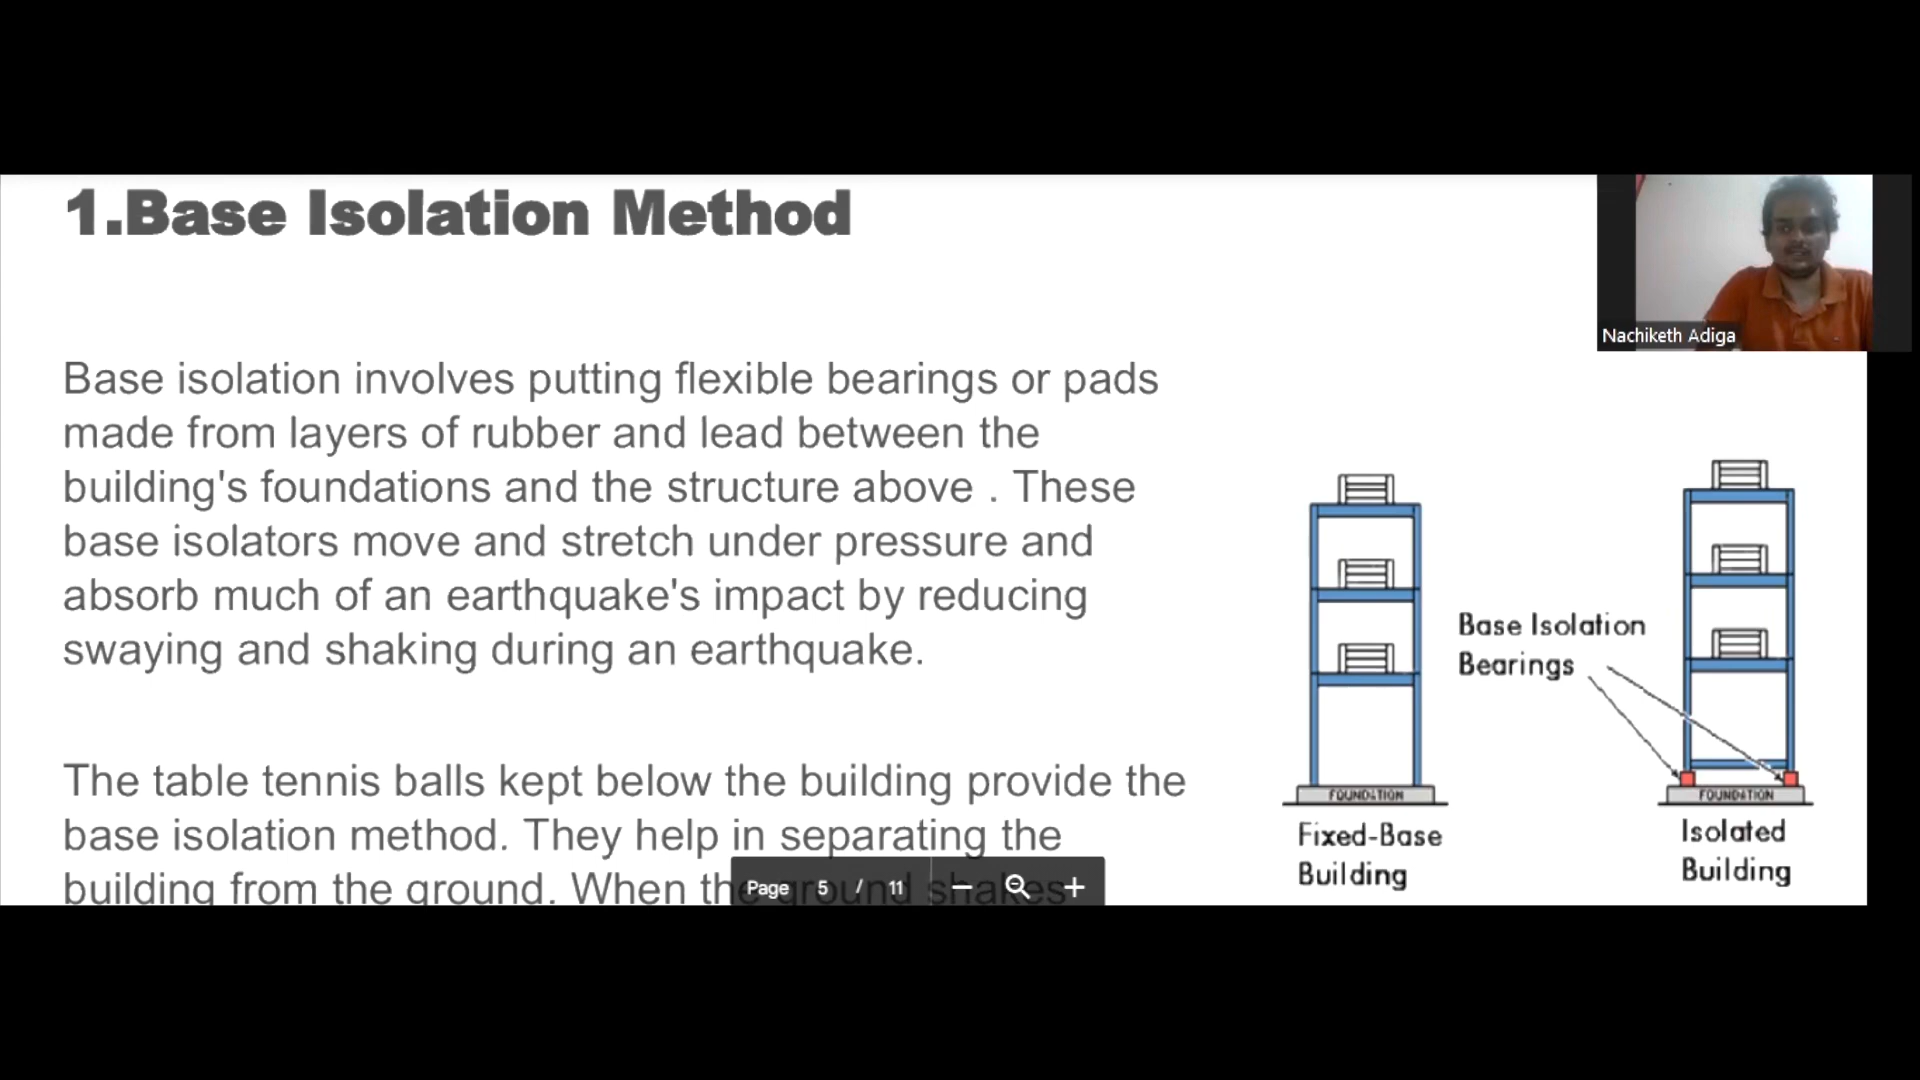 1.Base Isolation Method
Nachiketh Adiga
Base isolation involves putting flexible bearings or pads
made from layers of rubber and lead between the
building's foundations and the structure above . These
base isolators move and stretch under pressure and
absorb much of an earthquake's impact by reducing
swaying and shaking during an earthquake.
The table tennis balls kept below the building provide the
base isolation method. They help in separating the
building from the ground. When the ground shakes
Page 5 / 11
Base Isolation
Bearings
FOUNDATION
Fixed-Base
Building
FOUNDATION
Isolated
Building